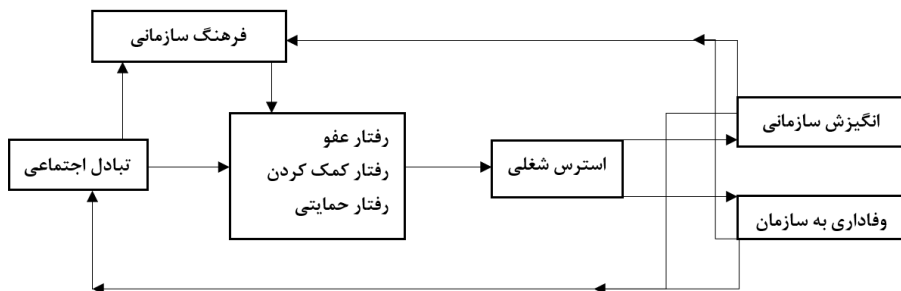 فرهنگ سازمانی
انگیزش سازمانی
رفتار عفو
رفتار کمک کردن
رفتار حمایتی
استرس شغلی
تبادل اجتماعی
وفاداری به سازمان